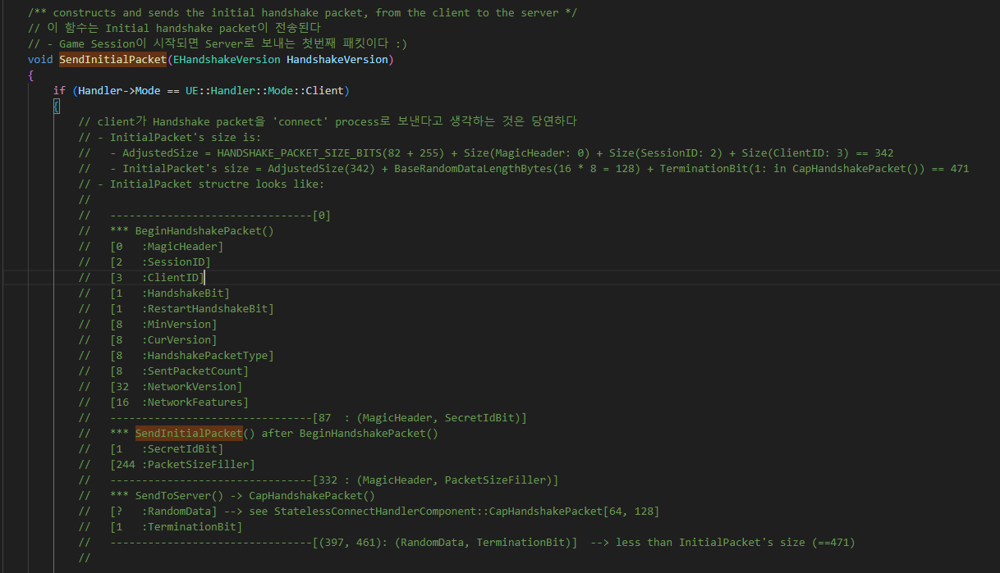 /** constructs and sends the initial handshake packet, from the client to the server */
// 이 함수는 Initial handshake packet이 전송된다
// - Game Session이 시작되면 Server로 보내는 첫번째 패킷이다 :)
void SendInitialPacket(EHandshakeVersion HandshakeVersion)
{
if (Handler->Mode == UE::Handler::Mode::Client)
{
// client가 Handshake packet을 'connect' process로 보낸다고 생각하는 것은 당연하다
// - InitialPacket's size is:
//   - AdjustedSize = HANDSHAKE_PACKET_SIZE_BITS(82 + 255) + Size(MagicHeader: 0) + Size(SessionID: 2) + Size(ClientID: 3) == 342
//   - InitialPacket's size = AdjustedSize(342) + BaseRandomDataLengthBytes(16 * 8 = 128) + TerminationBit(1: in CapHandshakePacket()) == 471
// - InitialPacket structre looks like:
//
//   --------------------------------[0]
//   *** BeginHandshakePacket()
//   [0   :MagicHeader]
//   [2   :SessionID]
//   [3   :ClientID]
//   [1   :HandshakeBit]
//   [1   :RestartHandshakeBit]
//   [8   :MinVersion]
//   [8   :CurVersion]
//   [8   :HandshakePacketType]
//   [8   :SentPacketCount]
//   [32  :NetworkVersion]
//   [16  :NetworkFeatures]
//   --------------------------------[87  : (MagicHeader, SecretIdBit)]
//   *** SendInitialPacket() after BeginHandshakePacket()
//   [1   :SecretIdBit]
//   [244 :PacketSizeFiller]
//   --------------------------------[332 : (MagicHeader, PacketSizeFiller)]
//   *** SendToServer() -> CapHandshakePacket()
//   [?   :RandomData] --> see StatelessConnectHandlerComponent::CapHandshakePacket[64, 128]
//   [1   :TerminationBit]
//   --------------------------------[(397, 461): (RandomData, TerminationBit)]  --> less than InitialPacket's size (==471)
//